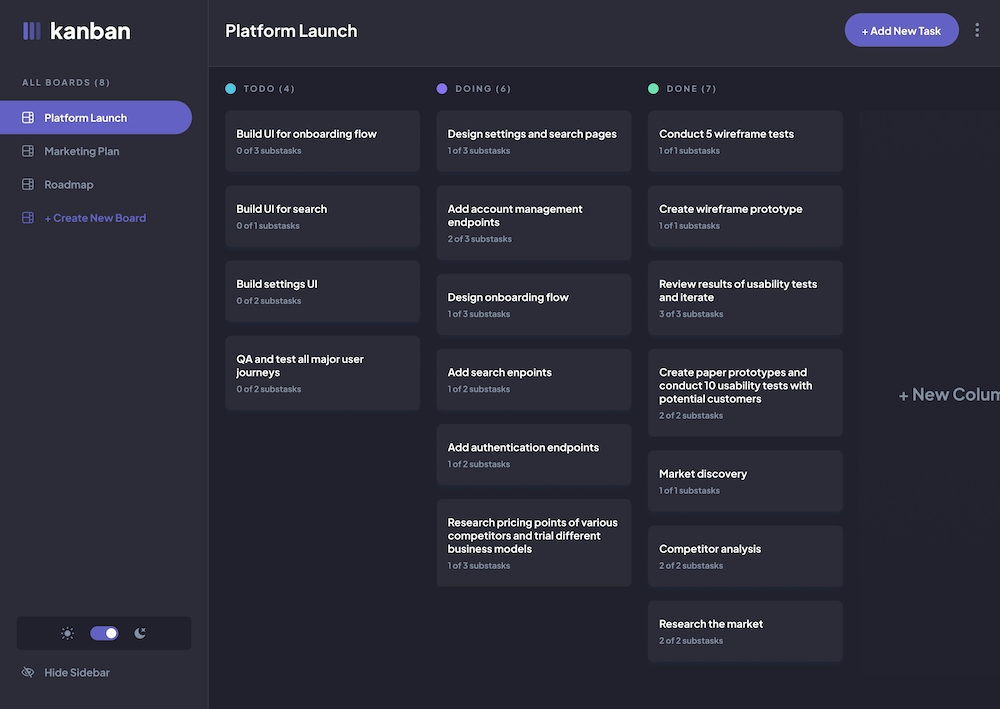 kanban
Platform Launch
+ Add New Task
ALL BOARDS (8)
Platform Launch
Marketing Plan
Roadmap
+ Create New Board
Hide Sidebar
TODO (4)
Build UI for onboarding flow
0 of 3 substasks
Build UI for search
0 of 1 substasks
Build settings UI
0 of 2 substasks
QA and test all major user
journeys
0 of 2 substasks
DOING (6)
Design settings and search pages
1 of 3 substasks
Add account management
endpoints
2 of 3 substasks
Design onboarding flow
1 of 3 substasks
Add search enpoints
1 of 2 substasks
Add authentication endpoints
1 of 2 substasks
Research pricing points of various
competitors and trial different
business models
1 of 3 substasks
DONE (7)
Conduct 5 wireframe tests
1 of 1 substasks
Create wireframe prototype
1 of 1 substasks
Review results of usability tests
and iterate
3 of 3 substasks
Create paper prototypes and
conduct 10 usability tests with
potential customers
2 of 2 substasks
Market discovery
1 of 1 substasks
Competitor analysis
2 of 2 substasks
Research the market
2 of 2 substasks
+ New Colum